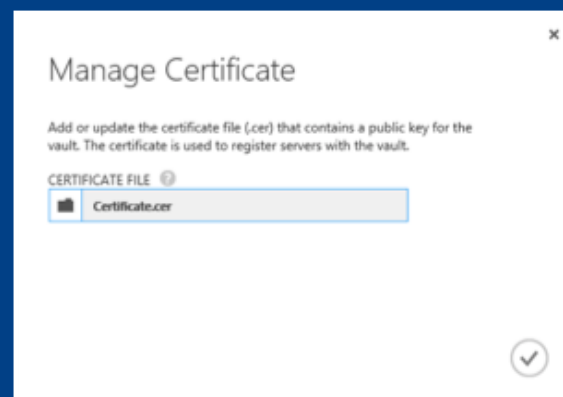 Manage Certificate
Add or update the certificate file (.cer) that contains a public key for the
vault. The certificate is used to register servers with the vault.
CERTIFICATE FILE ?
Certificate.cer